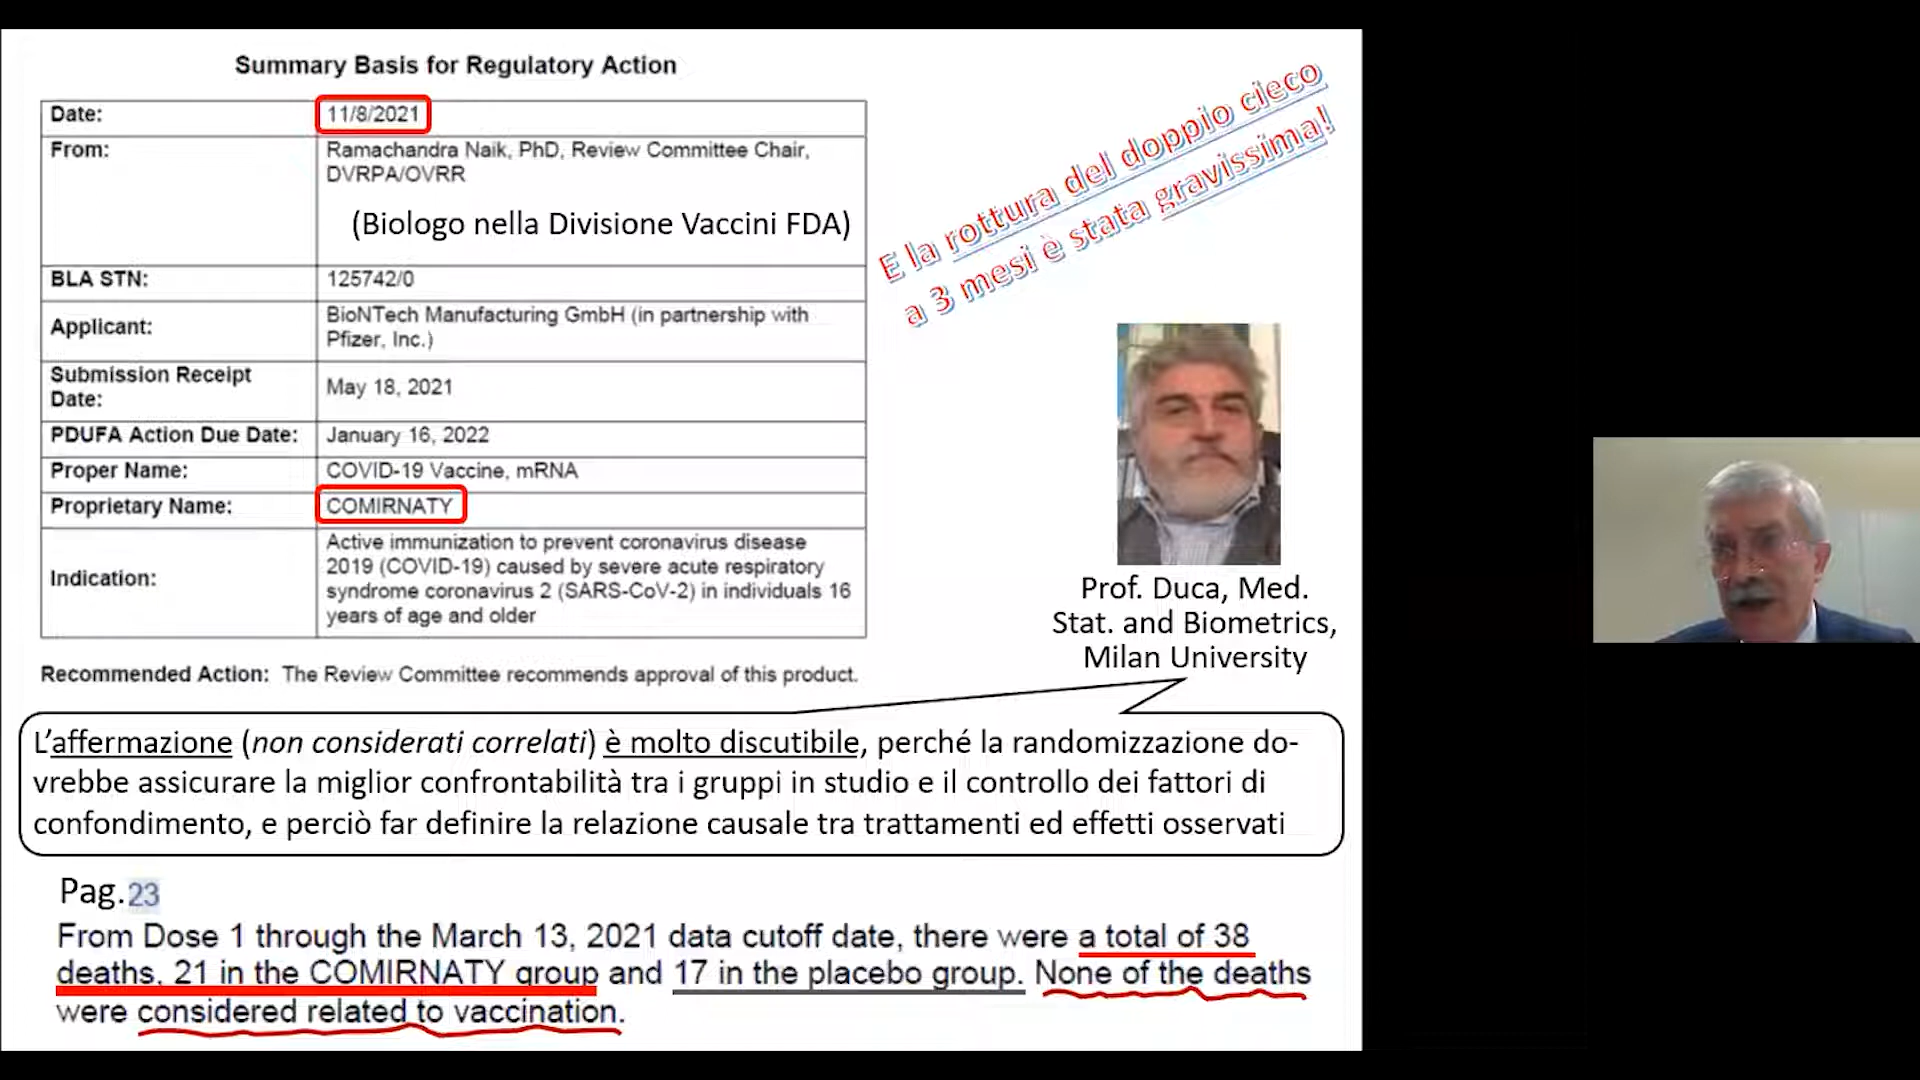 Summary Basis for Regulatory Action
Date: 11/8/2021
From: Ramachandra Naik, PhD, Review Committee Chair,
DVRPA/OVRR
(Biologo nella Divisione Vaccini FDA)
BLA STN: 125742/0
Applicant: BioNTech Manufacturing GmbH (in partnership with
Pfizer, Inc.)
Submission Receipt
Date: May 18, 2021
PDUFA Action Due Date: January 16, 2022
Proper Name: COVID-19 Vaccine, mRNA
Proprietary Name: COMIRNATY
Indication: Active immunization to prevent coronavirus disease
2019 (COVID-19) caused by severe acute respiratory
syndrome coronavirus 2 (SARS-CoV-2) in individuals 16
years of age and older
Recommended Action: The Review Committee recommends approval of this product.
E la rottura del doppio cieco
a 3 mesi è stata gravissima!
Prof. Duca, Med.
Stat. and Biometrics,
Milan University
L’affermazione (non considerati correlati) è molto discutibile, perché la randomizzazione do-
vrebbe assicurare la miglior confrontabilità tra i gruppi in studio e il controllo dei fattori di
confondimento, e perciò far definire la relazione causale tra trattamenti ed effetti osservati
Pag.23
From Dose 1 through the March 13, 2021 data cutoff date, there were a total of 38
deaths, 21 in the COMIRNATY group and 17 in the placebo group. None of the deaths
were considered related to vaccination.